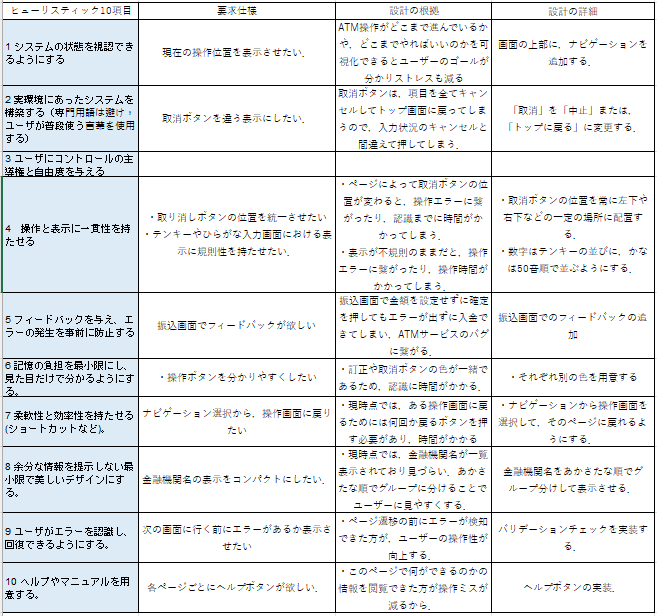 ヒューリスティック10項目
要求仕様
設計の根拠
設計の詳細
1 システムの状態を視認でき
るようにする
現在の操作位置を表示させたい．
ATM操作がどこまで進んでいるか
や，どこまでやればいいのかを可
視化できるとユーザーのゴールが
分かりストレスも減る
画面の上部に，ナビゲーションを
追加する．
2 実環境にあったシステムを
構築する（専門用語は避け，
ユーザが普段使う言葉を使用
する）
取消ボタンを違う表示にしたい．
取消ボタンは，項目を全てキャン
セルしてトップ画面に戻ってしま
うので，入力状況のキャンセルと
間違えて押してしまう．
「取消」を「中止」または，
「トップに戻る」に変更する．
3 ユーザにコントロールの主
導権と自由度を与える
4　操作と表示に一貫性を持
たせる
・取り消しボタンの位置を統一させたい
・テンキーやひらがな入力画面における表
示に規則性を持たせたい．
・ページによって取消ボタンの位
置が変わると，操作エラーに繋
がったり，認識までに時間がか
かってしまう．
・表示が不規則のままだと，操作
エラーに繋がったり，操作時間が
かかってしまう．
・取消ボタンの位置を常に左下や
右下などの一定の場所に配置す
る．
・数字はテンキーの並びに，かな
は50音順で並ぶようにする．
5 フィードバックを与え、エ
ラーの発生を事前に防止する
振込画面でフィードバックが欲しい
振込画面で金額を設定せずに確定
を押してもエラーが出ずに入金で
きてしまい，ATMサービスのバグ
に繋がる．
振込画面でのフィードバックの追
加
6 記憶の負担を最小限にし、
見た目だけで分かるようにす
る。
・操作ボタンを分かりやすくしたい
・訂正や取消ボタンの色が一緒で
あるため，認識に時間がかかる．
・それぞれ別の色を用意する
7 柔軟性と効率性を持たせる
(ショートカットなど)。
ナビゲーション選択から，操作画面に戻り
たい
・現時点では，ある操作画面に戻
るためには何回か戻るボタンを押
す必要があり，時間がかかる
・ナビゲーションから操作画面を
選択して，そのページに戻れるよ
うにする．
8 余分な情報を提示しない最
小限で美しいデザインにす
る。
金融機関名の表示をコンパクトにしたい．
・現時点では，金融機関名が一覧
表示されており見づらい．あかさ
たな順でグループに分けることで
ユーザーに見やすくする．
金融機関名をあかさたな順でグ
ループ分けして表示させる．
9 ユーザがエラーを認識し、
回復できるようにする。
次の画面に行く前にエラーがあるか表示さ
せたい
・ページ遷移の前にエラーが検知
できた方が，ユーザーの操作性が
向上する．
バリデーションチェックを実装す
る．
10 ヘルプやマニュアルを用
意する。
各ページごとにヘルプボタンが欲しい．
・このページで何ができるのかの
情報を閲覧できた方が操作ミスが
減るから．
ヘルプボタンの実装．